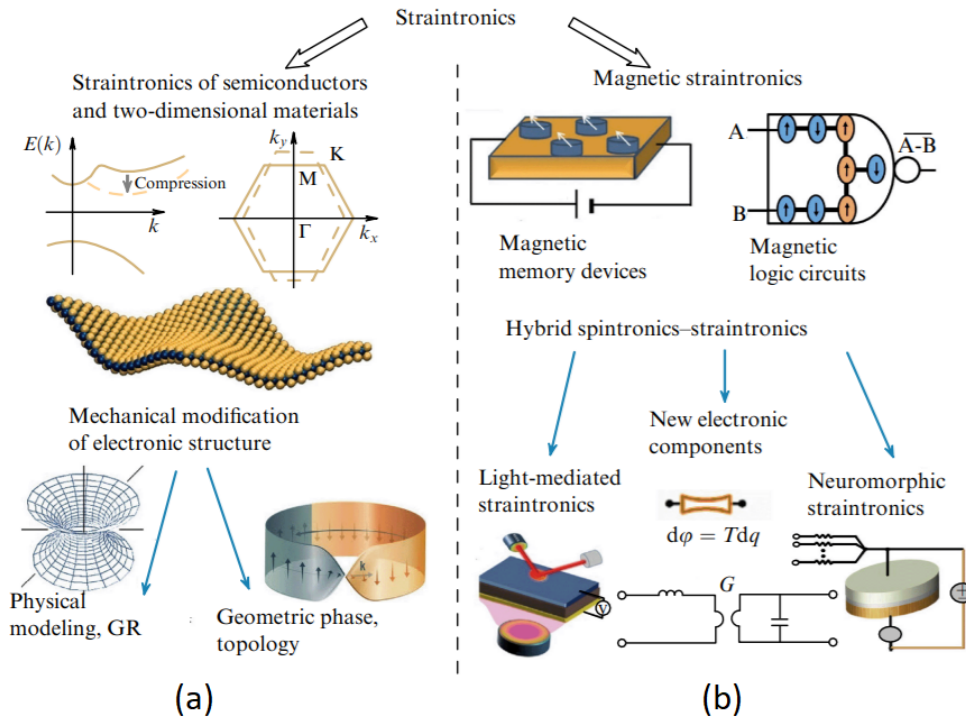 Straintronics
Straintronics of semiconductors
and two-dimensional materials
E(k)
Compression
k
k_y
K
M
Γ
k_x
Mechanical modification
of electronic structure
Physical
modeling, GR
k
Geometric phase,
topology
(a)
Magnetic straintronics
A
B
A-B
Magnetic
memory devices
Magnetic
logic circuits
Hybrid spintronics–straintronics
Light-mediated
straintronics
V
New electronic
components
dφ = Tdq
G
Neuromorphic
straintronics
+
(b)